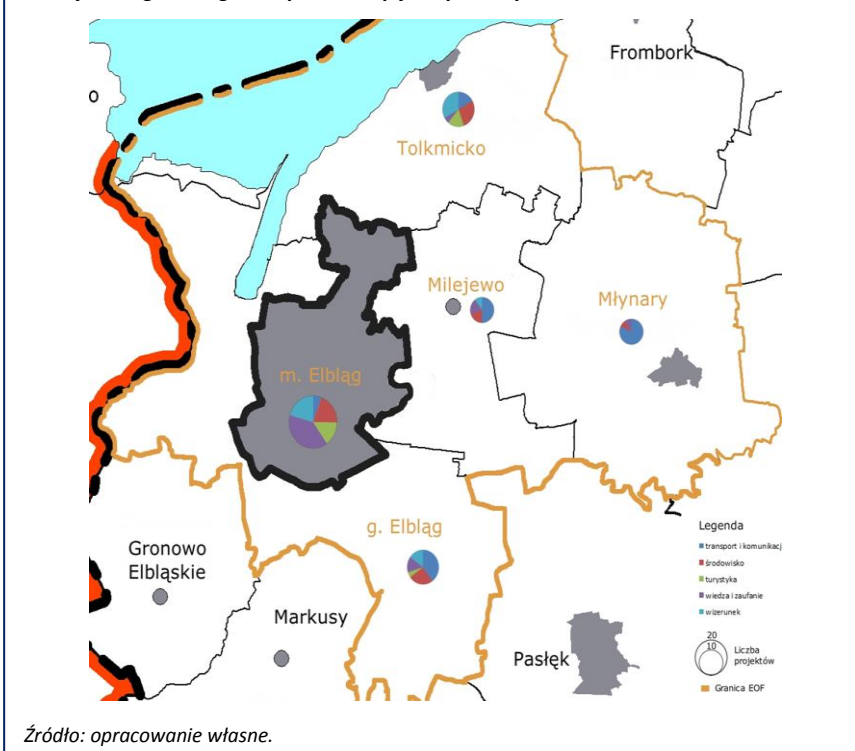 Frombork
o
Tolkmicko
Milejewo
Młynary
m. Elbląg
g. Elbląg
Gronowo
Elbląskie
Markusy
Pasłęk
Legenda
transport i komunikacj
środowisko
turystyka
wiedza i zaufanie
wizerunek
20
10
Liczba
projektów
Granica EOF
Źródło: opracowanie własne.